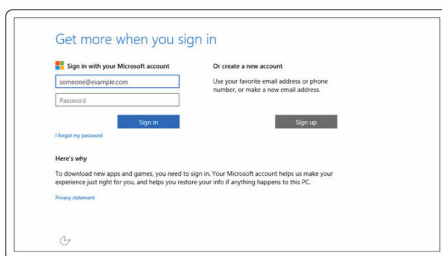 Get more when you sign in
Sign in with your Microsoft account
someone@example.com
Password
Sign in
I forgot my password
Or create a new account
Use your favorite email address or phone
number, or make a new email address.
Sign up
Here's why
To download new apps and games, you need to sign in. Your Microsoft account helps us make your
experience just right for you, and helps you restore your info if anything happens to this PC.
Privacy statement